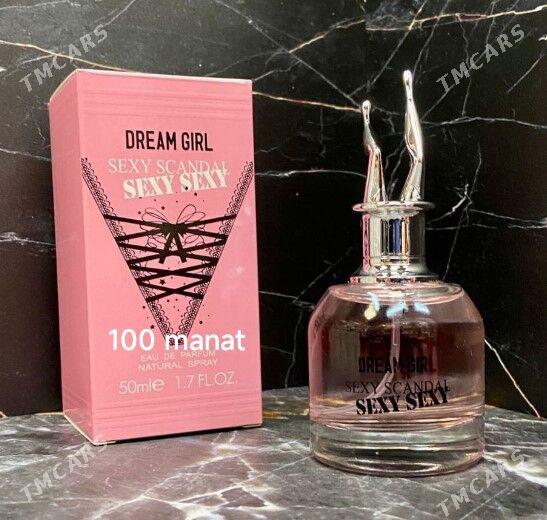 TMCARS
TMCARS
DREAM GIRL
SEXY SCANDAL
SEXY SEXY
100 manat
EAU DE PARFUM
NATURAL SPRAY
50ml e 1.7 FL.OZ.
DREAM GIRL
SEXY SCANDAL
SEXY SEXY
TMCARS
TMCARS